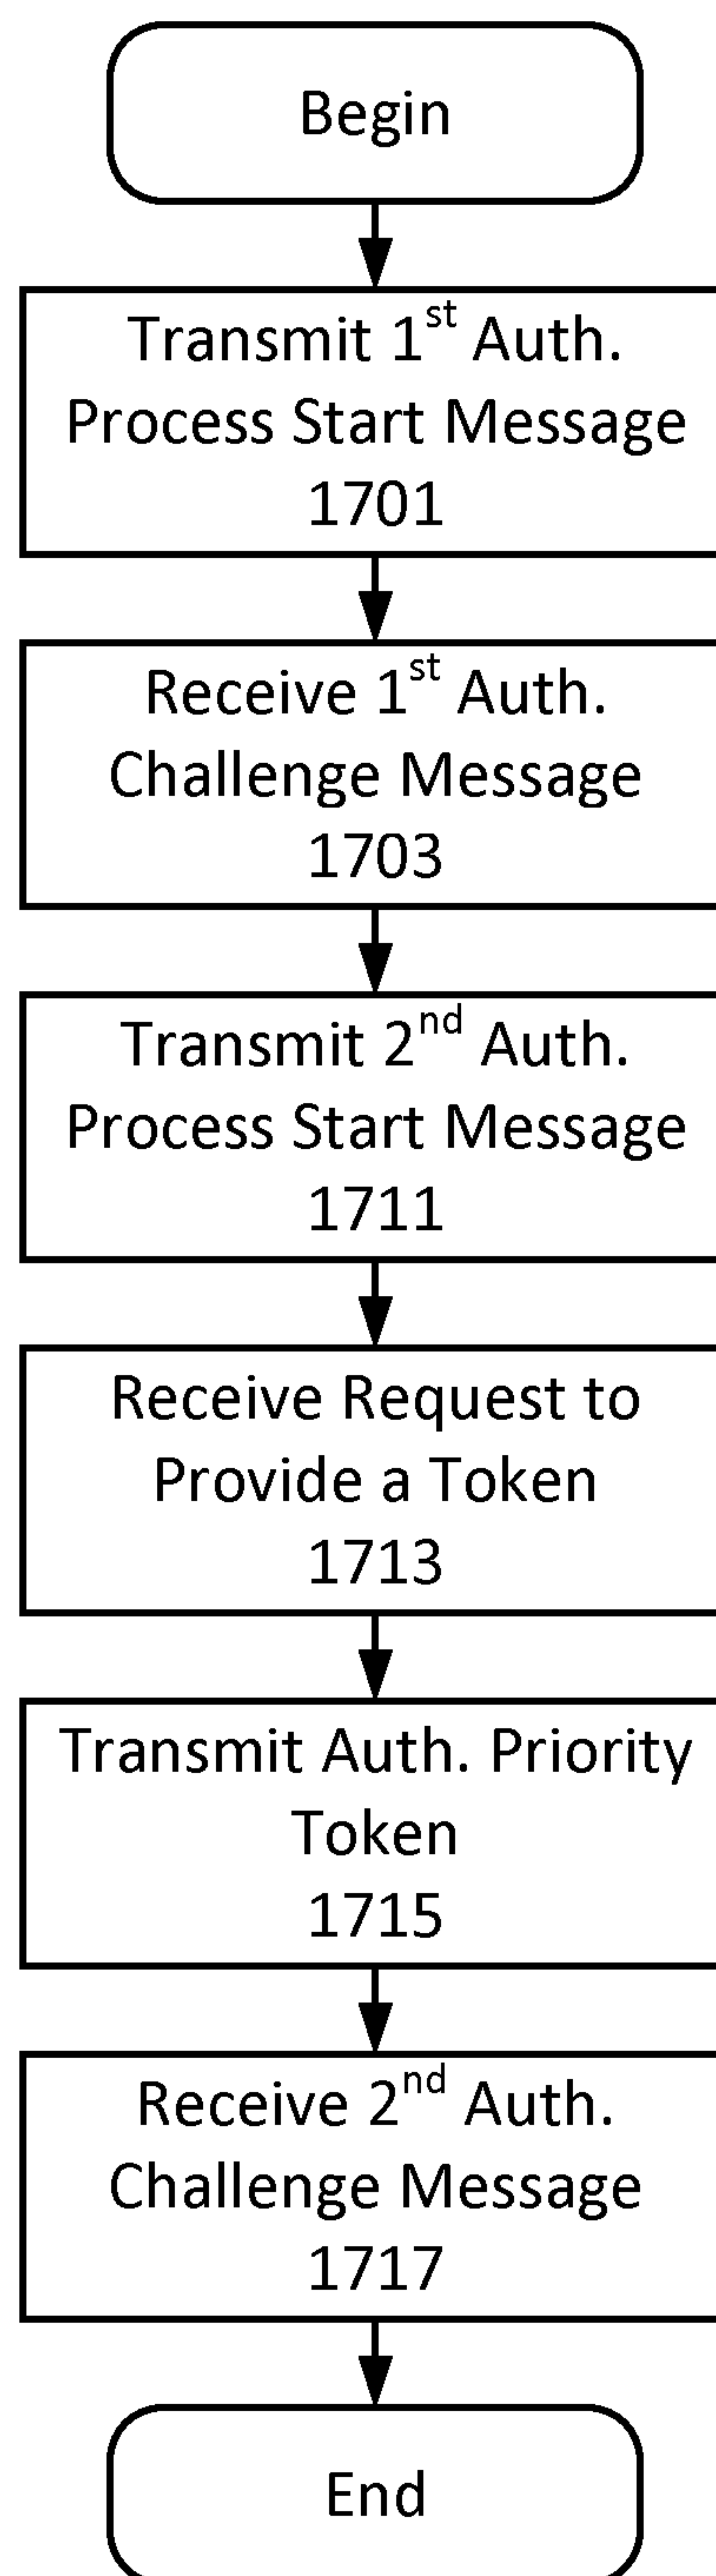 Begin
Transmit 1st Auth.
Process Start Message
1701
Receive 1st Auth.
Challenge Message
1703
Transmit 2nd Auth.
Process Start Message
1711
Receive Request to
Provide a Token
1713
Transmit Auth. Priority
Token
1715
Receive 2nd Auth.
Challenge Message
1717
End